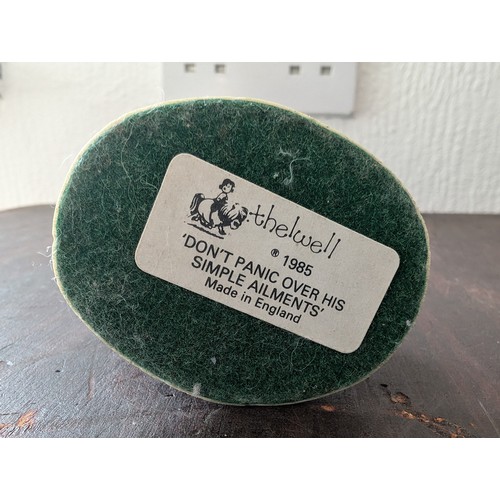 thelwell
® 1985
'DON'T PANIC OVER HIS
SIMPLE AILMENTS'
Made in England